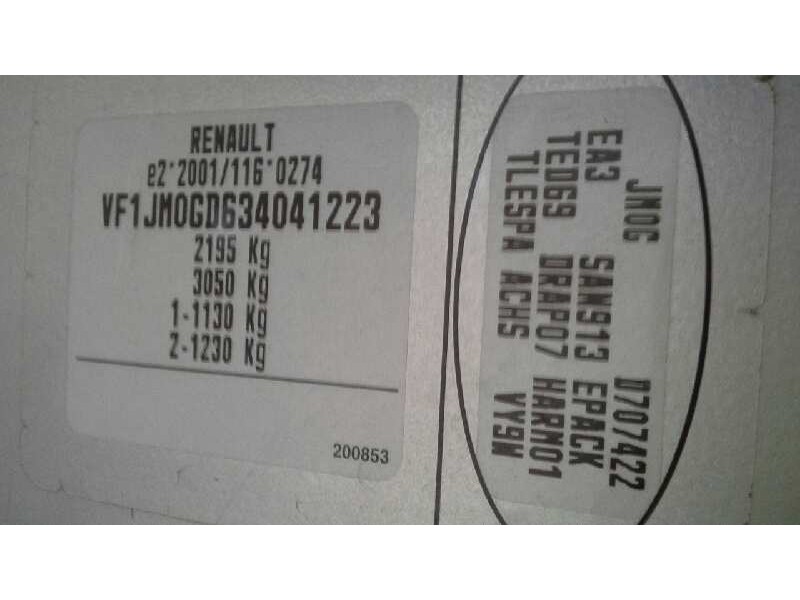 RENAULT
e2*2001/116*0274
VF1JM0GD634041223
2195 Kg
3050 Kg
1-1130 Kg
2-1230 Kg
200853
JM0G D707422
EA3 SAN913 EPACK
TED69 DRAP07 HARM01
TLESPA ACHS VY9W